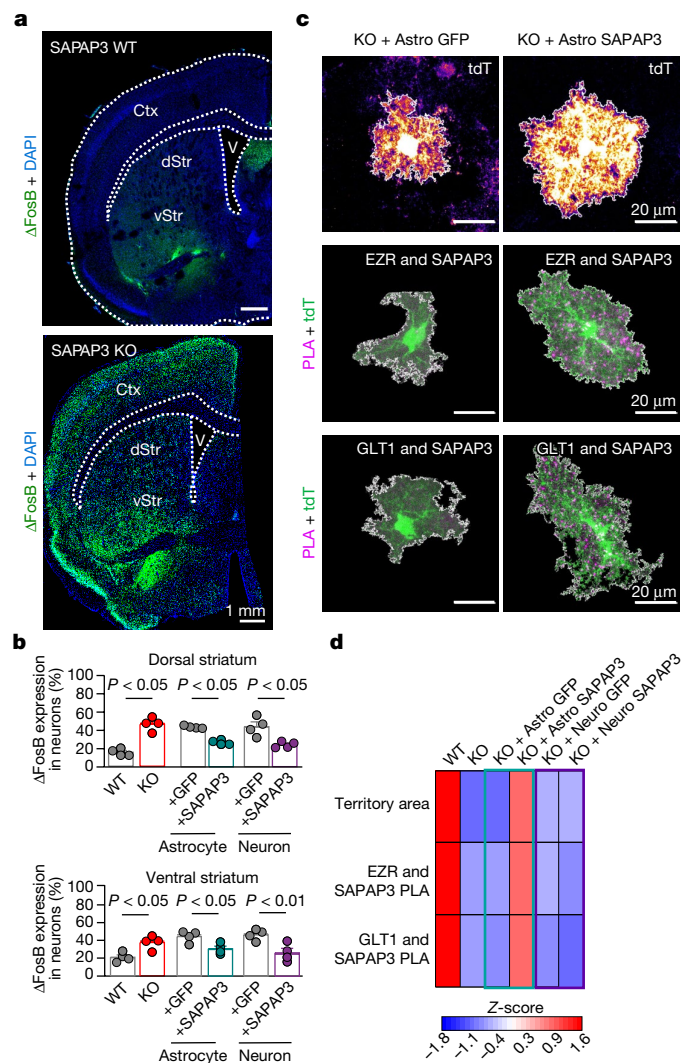 a
SAPAP3 WT
Ctx
dStr
V
vStr
ΔFosB + DAPI
SAPAP3 KO
Ctx
dStr
V
vStr
1 mm
ΔFosB + DAPI
b
Dorsal striatum
ΔFosB expression
in neurons (%)
100
80
60
40
20
0
P < 0.05
P < 0.05
P < 0.05
WT
KO
+GFP
+SAPAP3
+GFP
+SAPAP3
Astrocyte
Neuron
Ventral striatum
ΔFosB expression
in neurons (%)
100
80
60
40
20
0
P < 0.05
P < 0.05
P < 0.01
WT
KO
+GFP
+SAPAP3
+GFP
+SAPAP3
Astrocyte
Neuron
c
KO + Astro GFP
KO + Astro SAPAP3
tdT
tdT
20 μm
PLA + tdT
EZR and SAPAP3
EZR and SAPAP3
20 μm
PLA + tdT
GLT1 and SAPAP3
GLT1 and SAPAP3
20 μm
d
WT
KO
KO + Astro GFP
KO + Astro SAPAP3
KO + Neuro GFP
KO + Neuro SAPAP3
Territory area
EZR and
SAPAP3 PLA
GLT1 and
SAPAP3 PLA
Z-score
−1.8
−1.1
−0.4
0.3
0.9
1.6